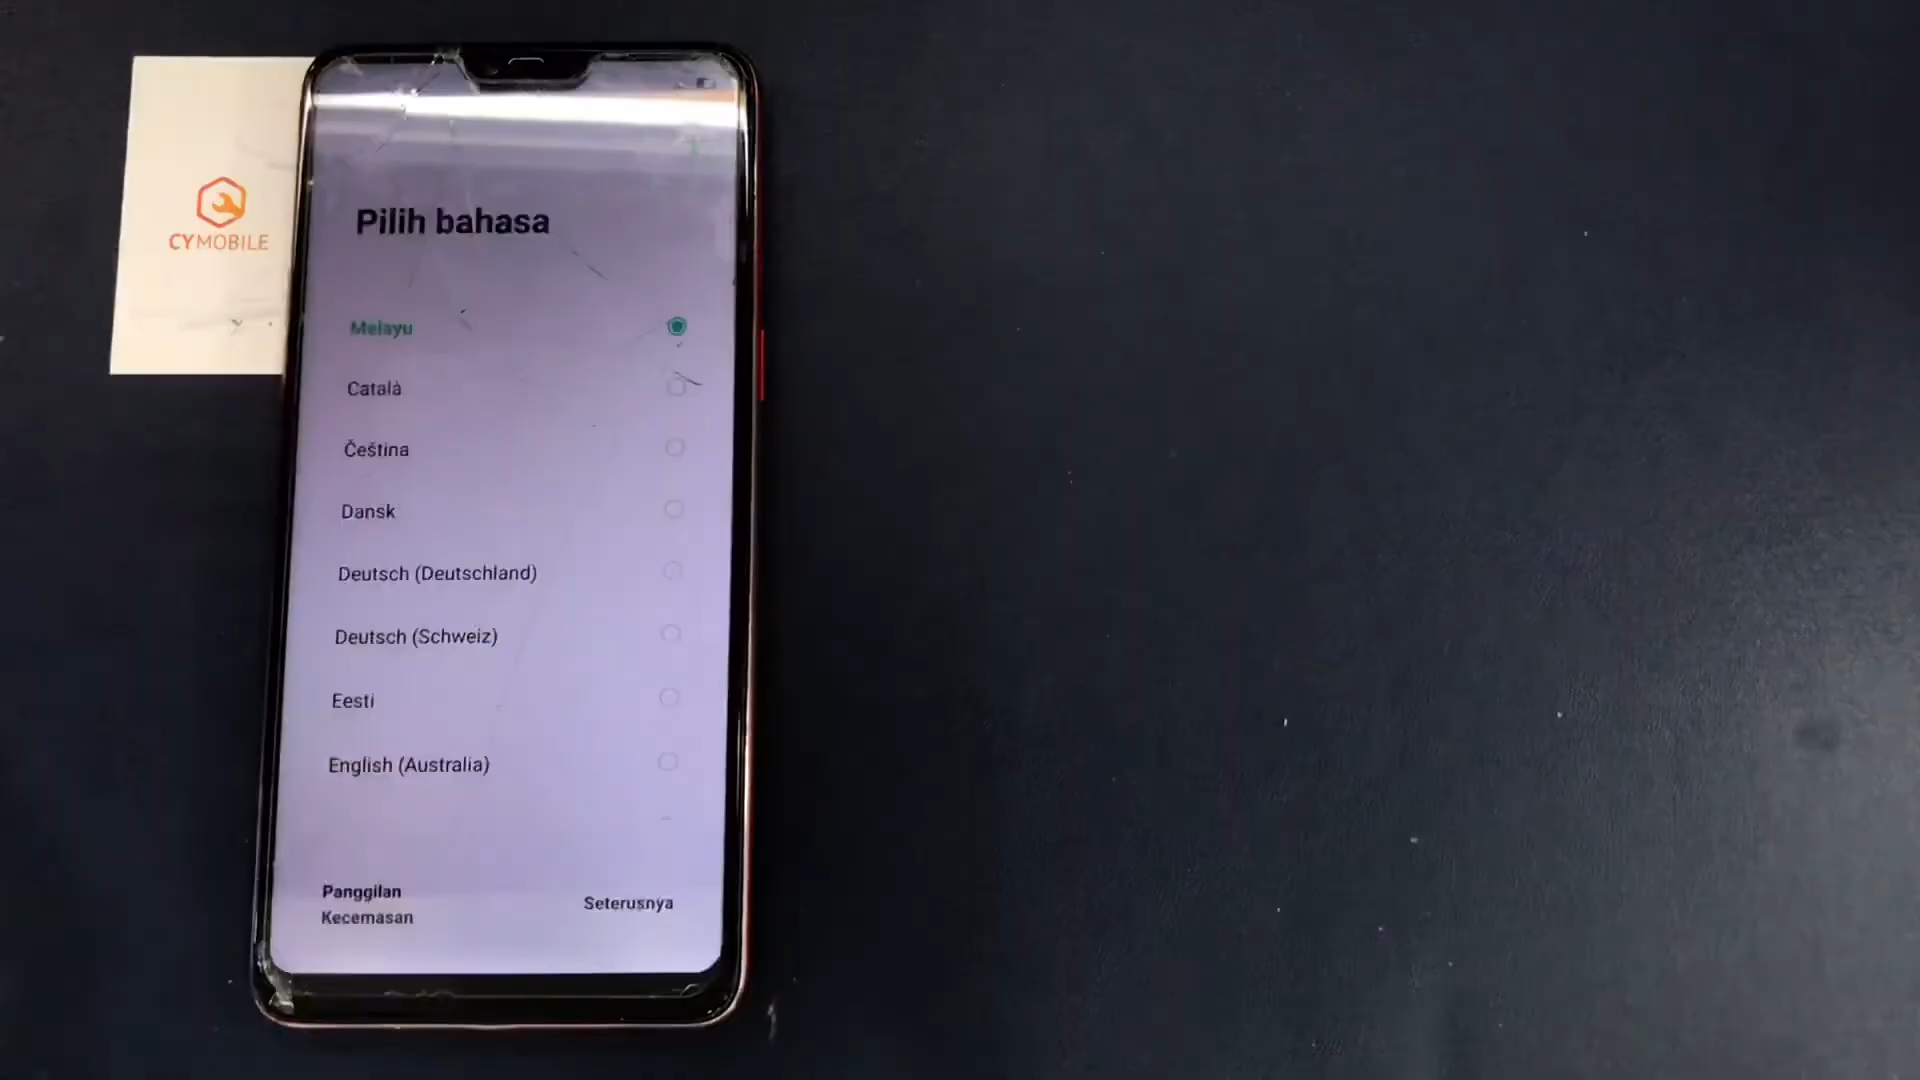 CYMOBILE
Pilih bahasa
Melayu
Català
Čeština
Dansk
Deutsch (Deutschland)
Deutsch (Schweiz)
Eesti
English (Australia)
Panggilan
Kecemasan
Seterusnya